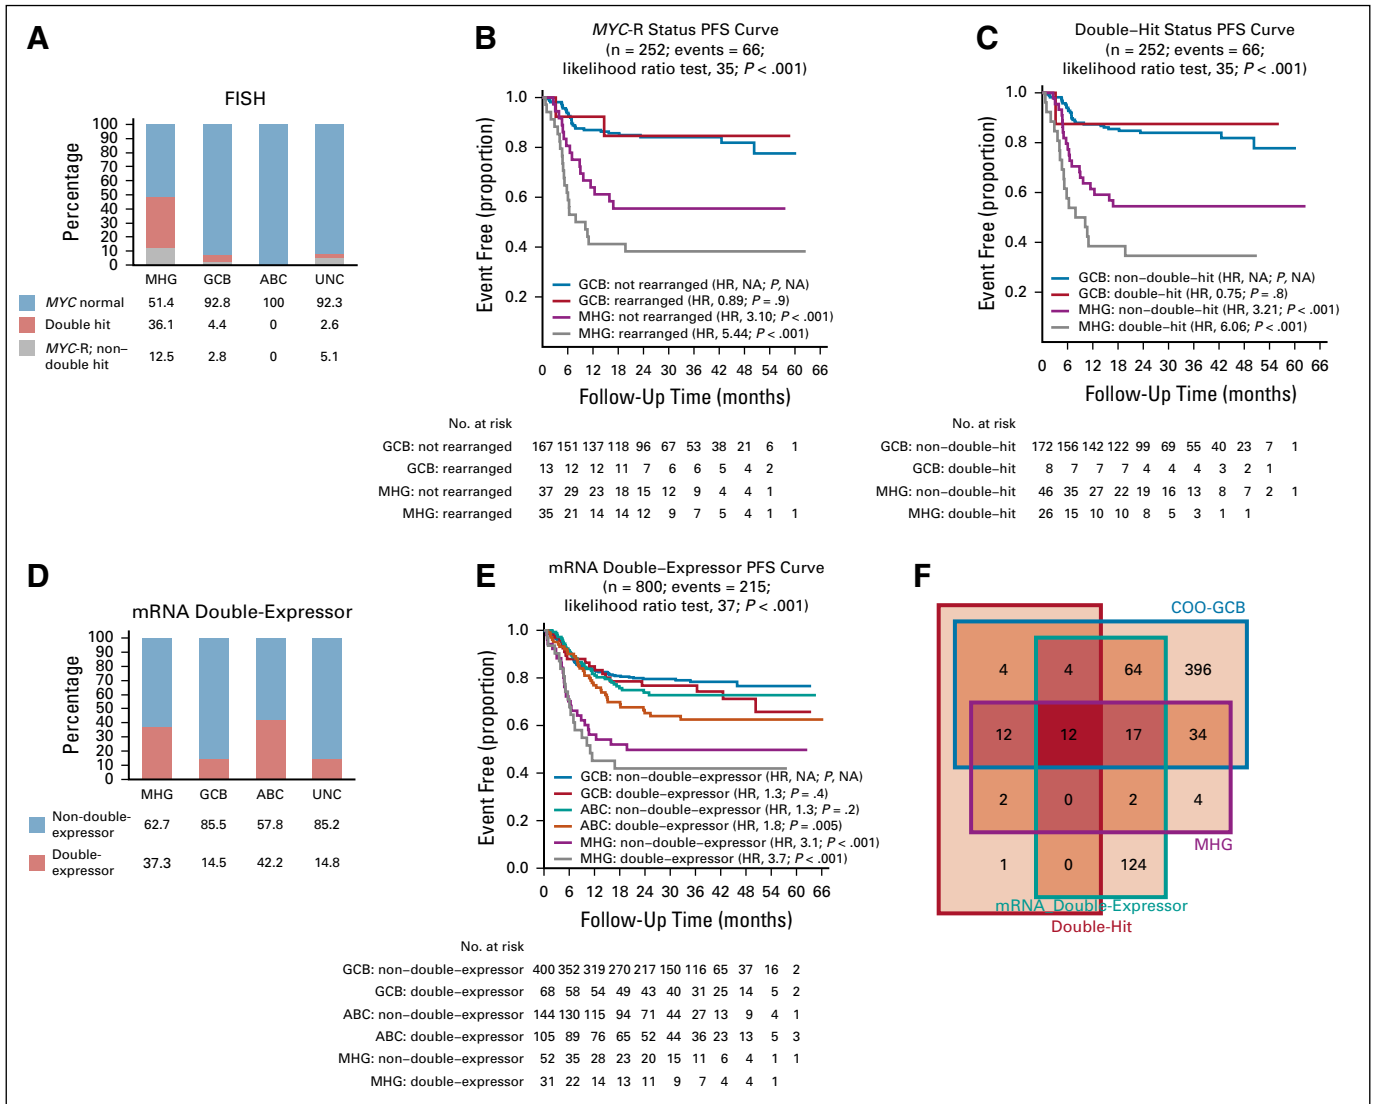 A
FISH
Percentage
100
90
80
70
60
50
40
30
20
10
0
MHG GCB ABC UNC
MYC normal 51.4 92.8 100 92.3
Double hit 36.1 4.4 0 2.6
MYC-R; non–
double hit 12.5 2.8 0 5.1
B
MYC-R Status PFS Curve
(n = 252; events = 66;
likelihood ratio test, 35; P < .001)
Event Free (proportion)
1.0
0.8
0.6
0.4
0.2
GCB: not rearranged (HR, NA; P, NA)
GCB: rearranged (HR, 0.89; P = .9)
MHG: not rearranged (HR, 3.10; P < .001)
MHG: rearranged (HR, 5.44; P < .001)
0 6 12 18 24 30 36 42 48 54 60 66
Follow-Up Time (months)
No. at risk
GCB: not rearranged 167 151 137 118 96 67 53 38 21 6 1
GCB: rearranged 13 12 12 11 7 6 6 5 4 2
MHG: not rearranged 37 29 23 18 15 12 9 4 4 1
MHG: rearranged 35 21 14 14 12 9 7 5 4 1 1
C
Double–Hit Status PFS Curve
(n = 252; events = 66;
likelihood ratio test, 35; P < .001)
Event Free (proportion)
1.0
0.8
0.6
0.4
0.2
GCB: non-double-hit (HR, NA; P, NA)
GCB: double-hit (HR, 0.75; P = .8)
MHG: non-double-hit (HR, 3.21; P < .001)
MHG: double-hit (HR, 6.06; P < .001)
0 6 12 18 24 30 36 42 48 54 60 66
Follow-Up Time (months)
No. at risk
GCB: non-double–hit 172 156 142 122 99 69 55 40 23 7 1
GCB: double–hit 8 7 7 7 4 4 4 3 2 1
MHG: non-double–hit 46 35 27 22 19 16 13 8 7 2 1
MHG: double–hit 26 15 10 10 8 5 3 1 1
D
mRNA Double-Expressor
Percentage
100
90
80
70
60
50
40
30
20
10
0
MHG GCB ABC UNC
Non-double-
expressor 62.7 85.5 57.8 85.2
Double-
expressor 37.3 14.5 42.2 14.8
E
mRNA Double–Expressor PFS Curve
(n = 800; events = 215;
likelihood ratio test, 37; P < .001)
Event Free (proportion)
1.0
0.8
0.6
0.4
0.2
0.0
GCB: non-double-expressor (HR, NA; P, NA)
GCB: double-expressor (HR, 1.3; P = .4)
ABC: non-double-expressor (HR, 1.3; P = .2)
ABC: double-expressor (HR, 1.8; P = .005)
MHG: non-double-expressor (HR, 3.1; P < .001)
MHG: double-expressor (HR, 3.7; P < .001)
0 6 12 18 24 30 36 42 48 54 60 66
Follow-Up Time (months)
No. at risk
GCB: non–double–expressor 400 352 319 270 217 150 116 65 37 16 2
GCB: double–expressor 68 58 54 49 43 40 31 25 14 5 2
ABC: non–double–expressor 144 130 115 94 71 44 27 13 9 4 1
ABC: double–expressor 105 89 76 65 52 44 36 23 13 5 3
MHG: non–double–expressor 52 35 28 23 20 15 11 6 4 1 1
MHG: double–expressor 31 22 14 13 11 9 7 4 4 1
F
COO-GCB
4 4 64 396
12 12 17 34
2 0 2 4
MHG
1 0 124
mRNA_Double-Expressor
Double-Hit